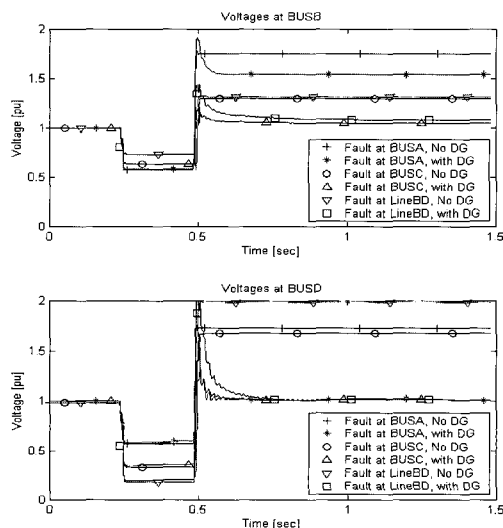 Voltages at BUSB
2
1.5
1
0.5
0
Voltage [pu]
0
0.5
1
1.5
Time [sec]
Fault at BUSA, No DG
Fault at BUSA, with DG
Fault at BUSC, No DG
Fault at BUSC, with DG
Fault at LineBD, No DG
Fault at LineBD, with DG
Voltages at BUSD
2
1.5
1
0.5
0
Voltage [pu]
0
0.5
1
1.5
Time [sec]
Fault at BUSA, No DG
Fault at BUSA, with DG
Fault at BUSC, No DG
Fault at BUSC, with DG
Fault at LineBD, No DG
Fault at LineBD, with DG